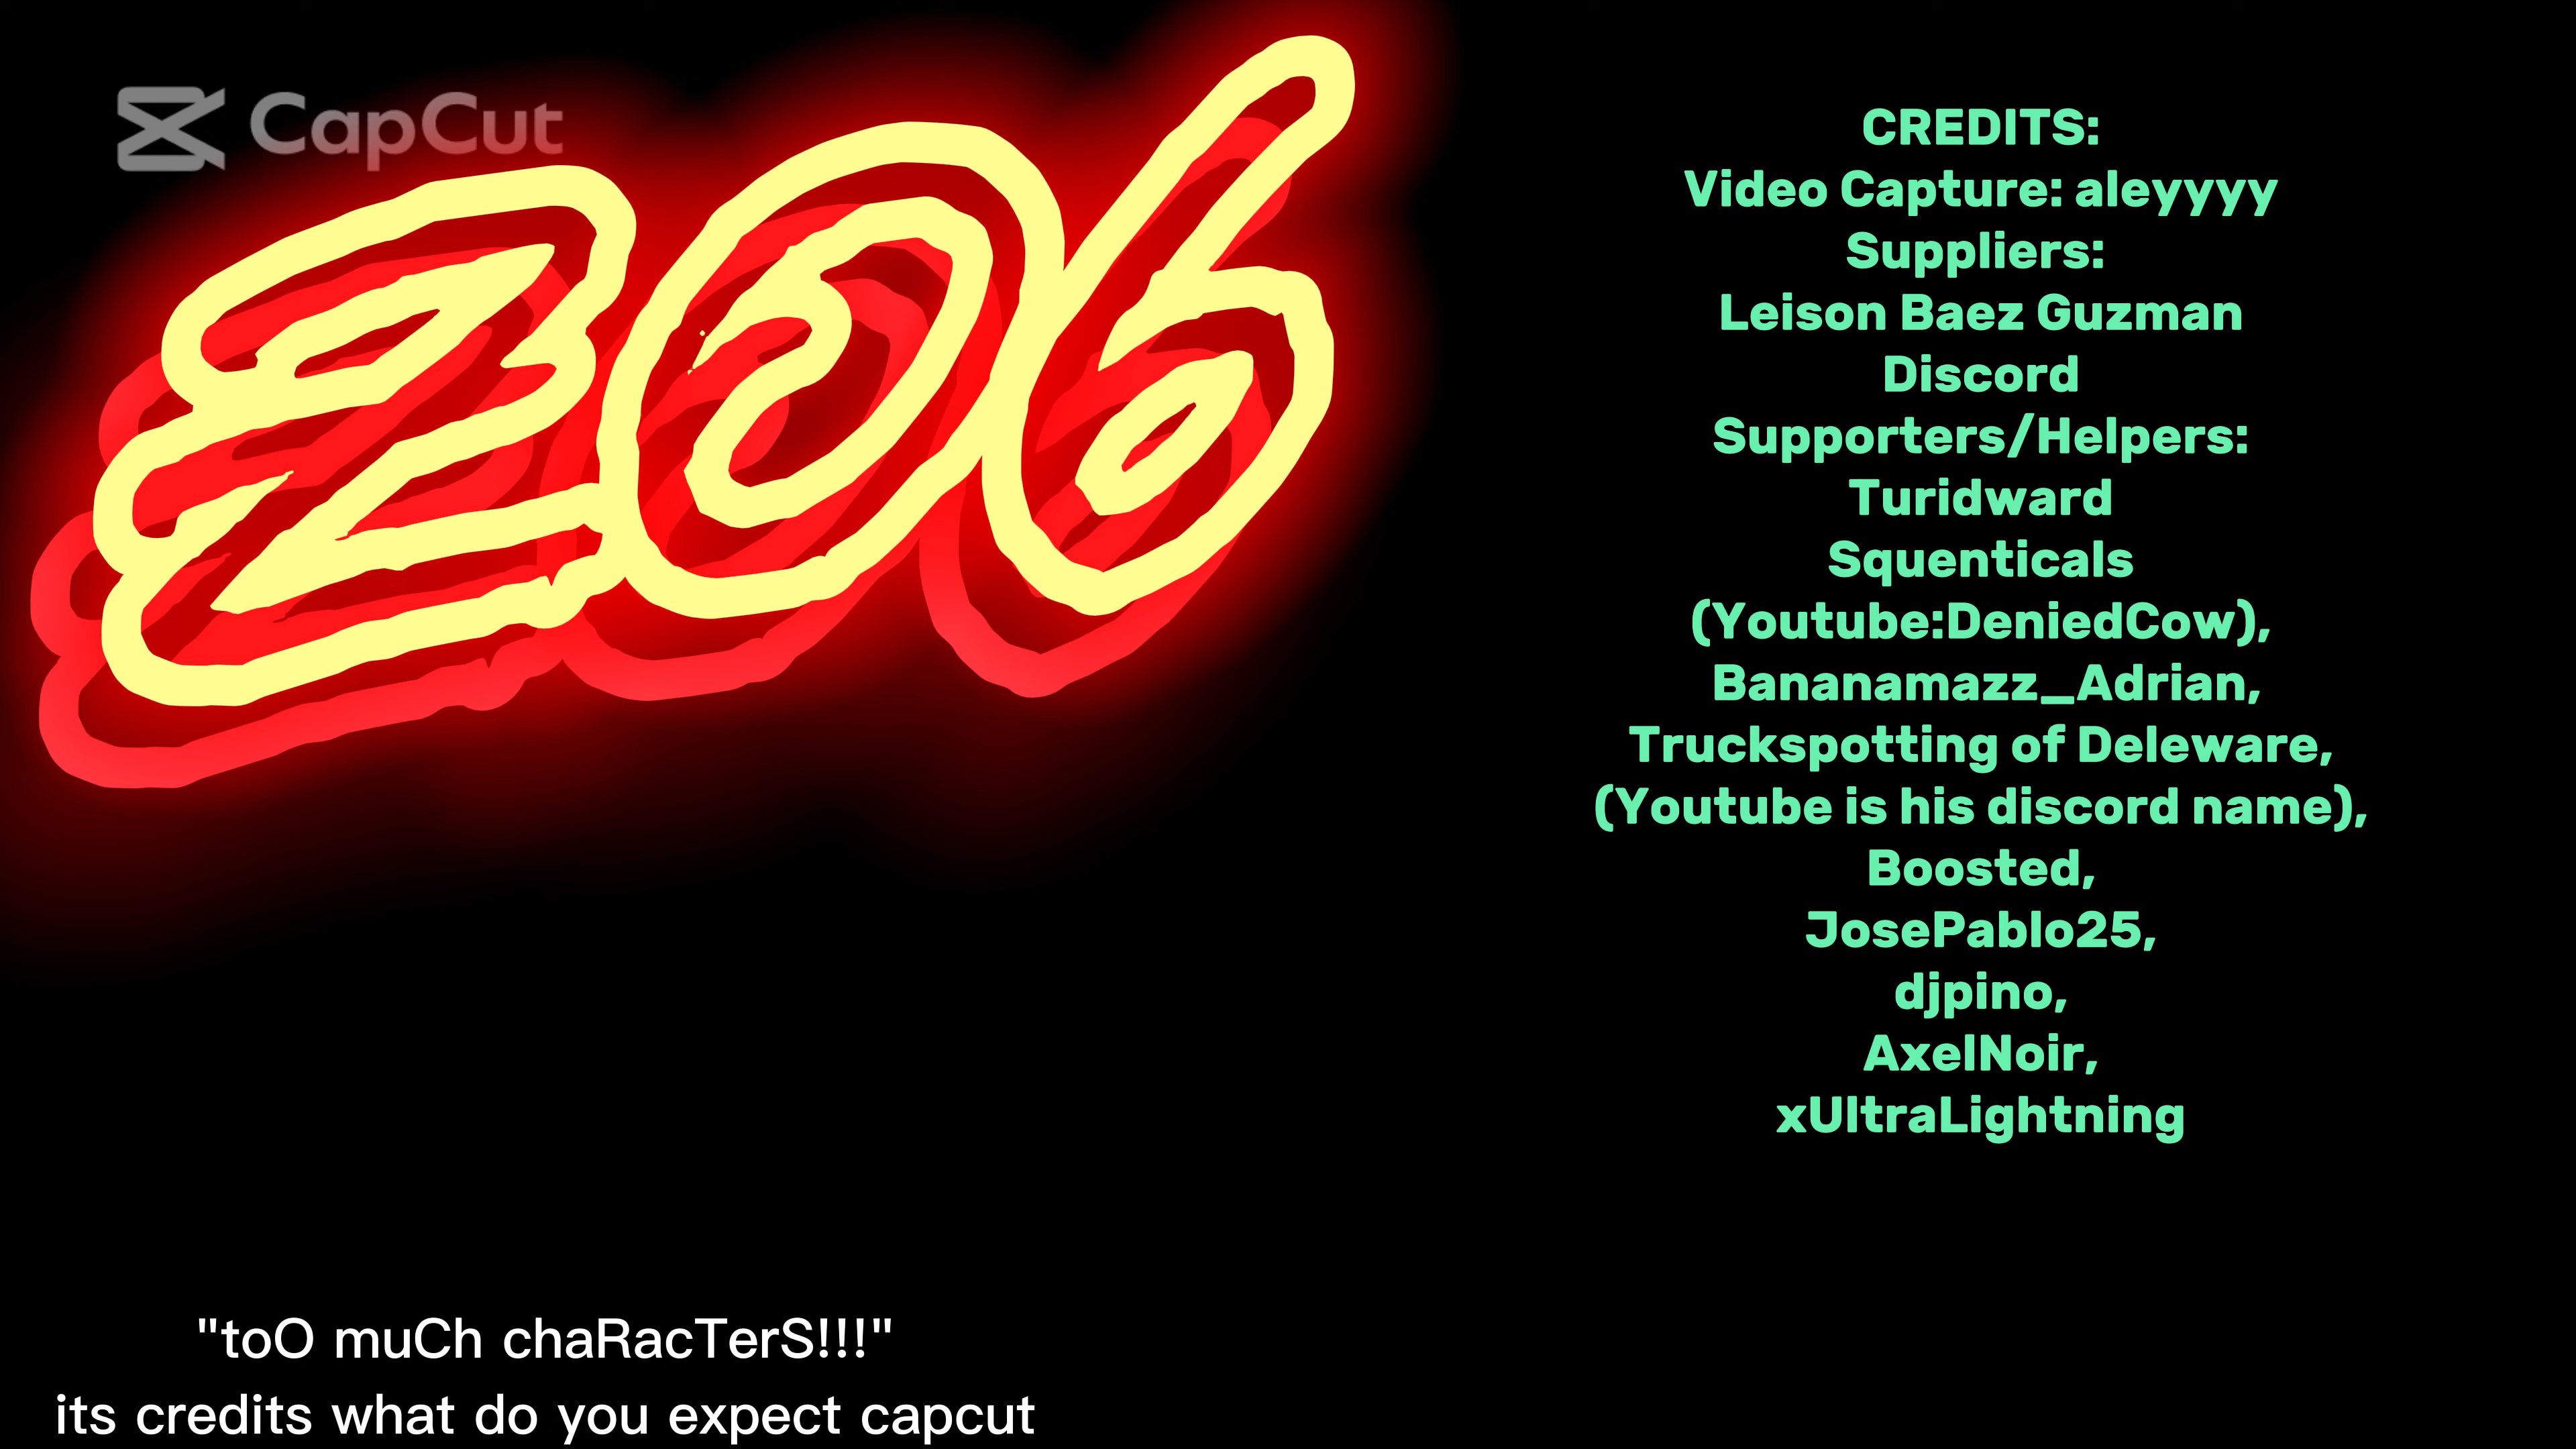 CapCut
CREDITS:
Video Capture: aleyyyy
Suppliers:
Leison Baez Guzman
Discord
Supporters/Helpers:
Turidward
Squenticals
(Youtube:DeniedCow),
Bananamazz_Adrian,
Truckspotting of Deleware,
(Youtube is his discord name),
Boosted,
JosePablo25,
djpino,
AxelNoir,
xUltraLightning
"toO muCh chaRacTerS!!!"
its credits what do you expect capcut